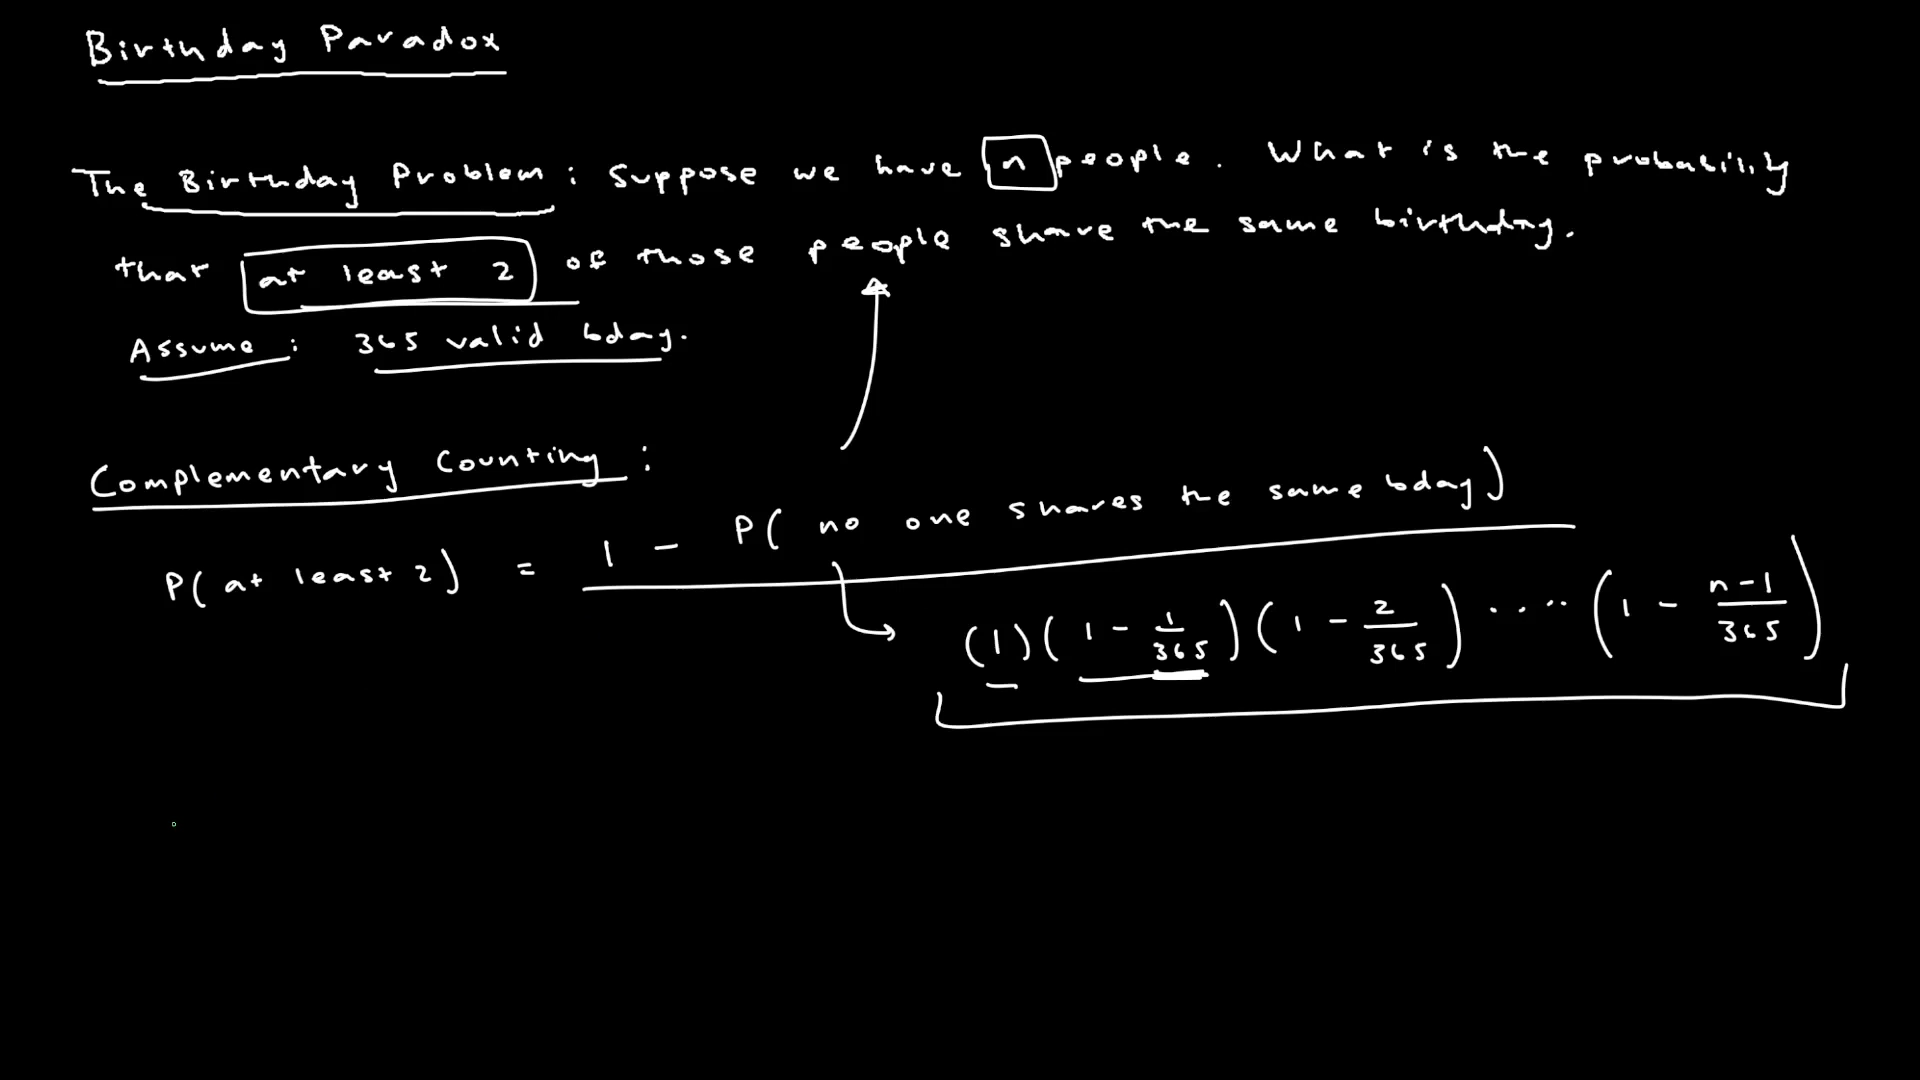 Birthday Paradox
The Birthday Problem: Suppose we have n people. What is the probability
that at least 2 of those people share the same birthday.
Assume: 365 valid bday.
Complementary Counting:
P( at least 2) = 1 - P( no one shares the same bday)
(1)(1 - 1/365)(1 - 2/365) ..... (1 - n-1/365)